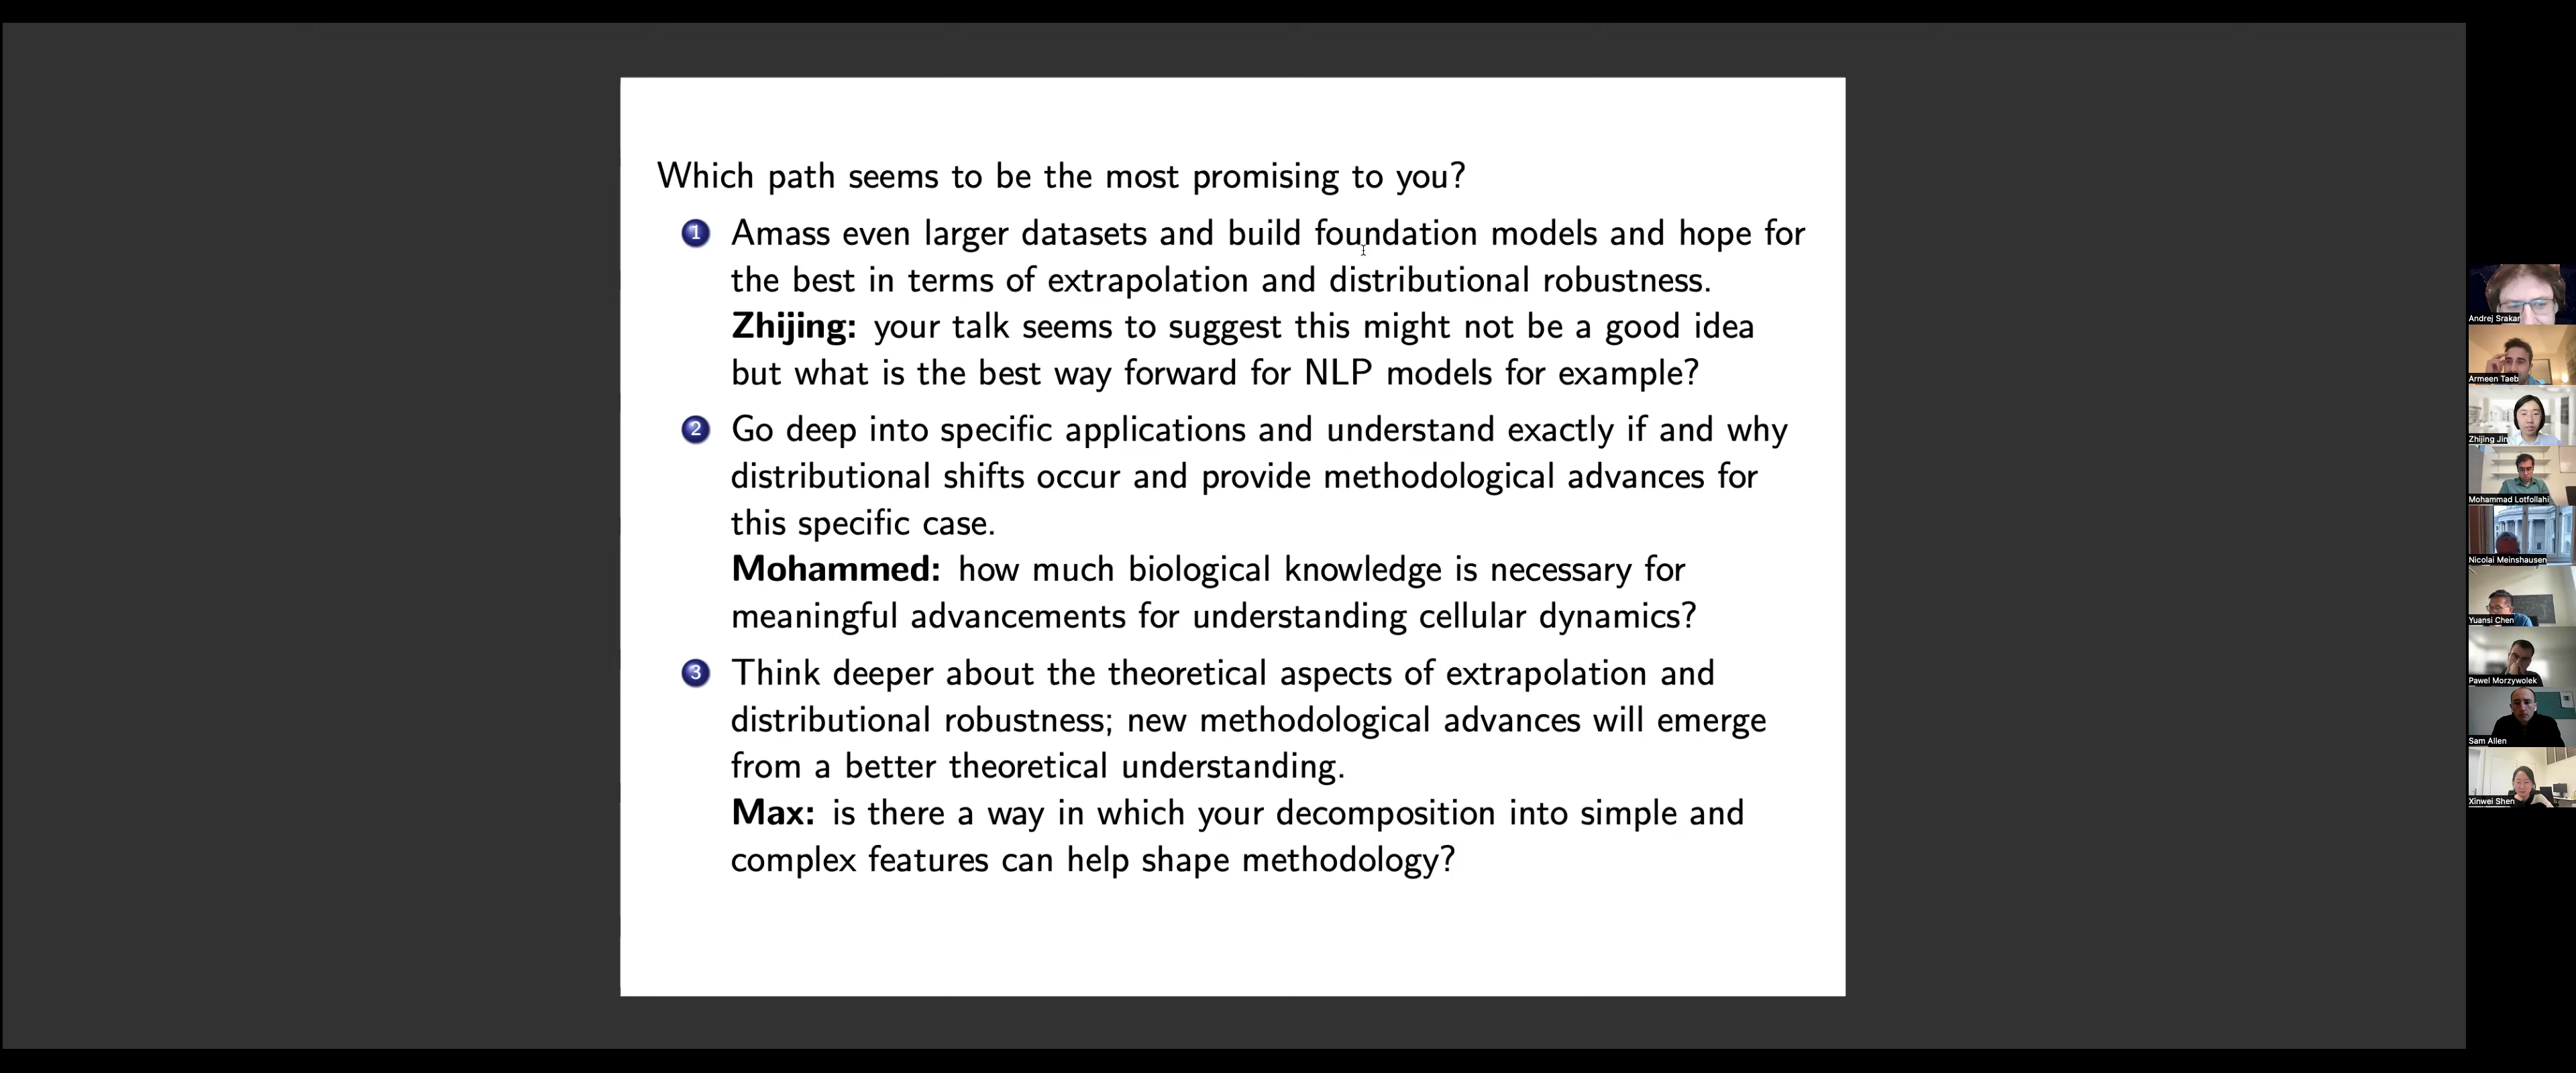 Which path seems to be the most promising to you?
1 Amass even larger datasets and build foundation models and hope for
the best in terms of extrapolation and distributional robustness.
Zhijing: your talk seems to suggest this might not be a good idea
but what is the best way forward for NLP models for example?
2 Go deep into specific applications and understand exactly if and why
distributional shifts occur and provide methodological advances for
this specific case.
Mohammed: how much biological knowledge is necessary for
meaningful advancements for understanding cellular dynamics?
3 Think deeper about the theoretical aspects of extrapolation and
distributional robustness; new methodological advances will emerge
from a better theoretical understanding.
Max: is there a way in which your decomposition into simple and
complex features can help shape methodology?
Andrej Srakar
Armeen Taeb
Zhijing Jin
Mohammad Lotfollahi
Nicolai Meinshausen
Yuansi Chen
Pawel Morzywolek
Sam Allen
Xinwei Shen